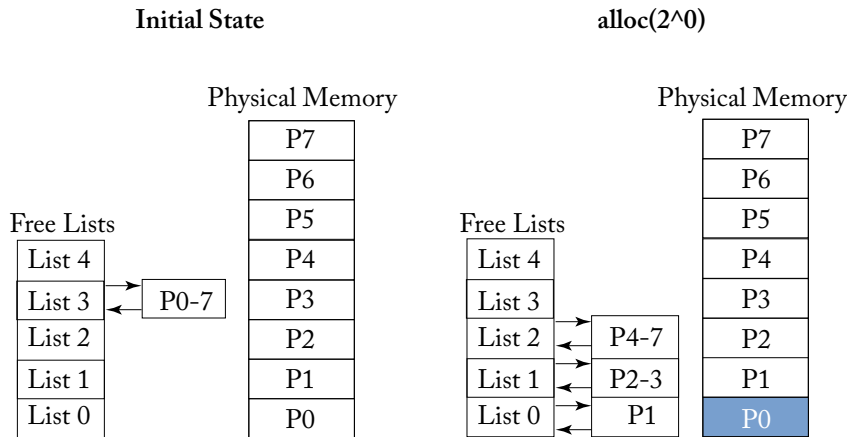 Initial State
Physical Memory
P7
P6
P5
P4
P3
P2
P1
P0
Free Lists
List 4
List 3
List 2
List 1
List 0
P0-7
alloc(2^0)
Physical Memory
P7
P6
P5
P4
P3
P2
P1
P0
Free Lists
List 4
List 3
List 2
List 1
List 0
P4-7
P2-3
P1